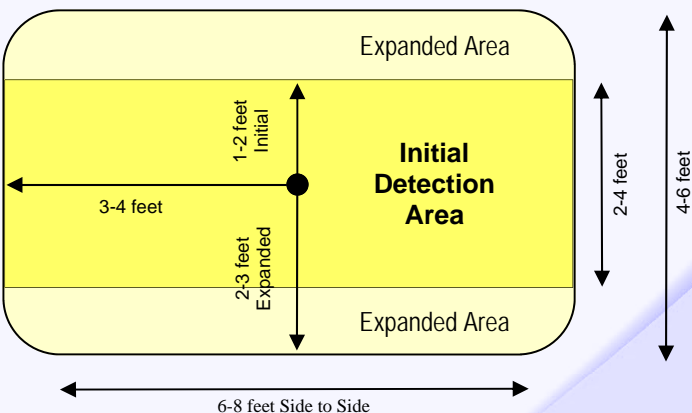 Expanded Area
1-2 feet
Initial
Initial
Detection
Area
3-4 feet
2-3 feet
Expanded
2-4 feet
4-6 feet
Expanded Area
6-8 feet Side to Side